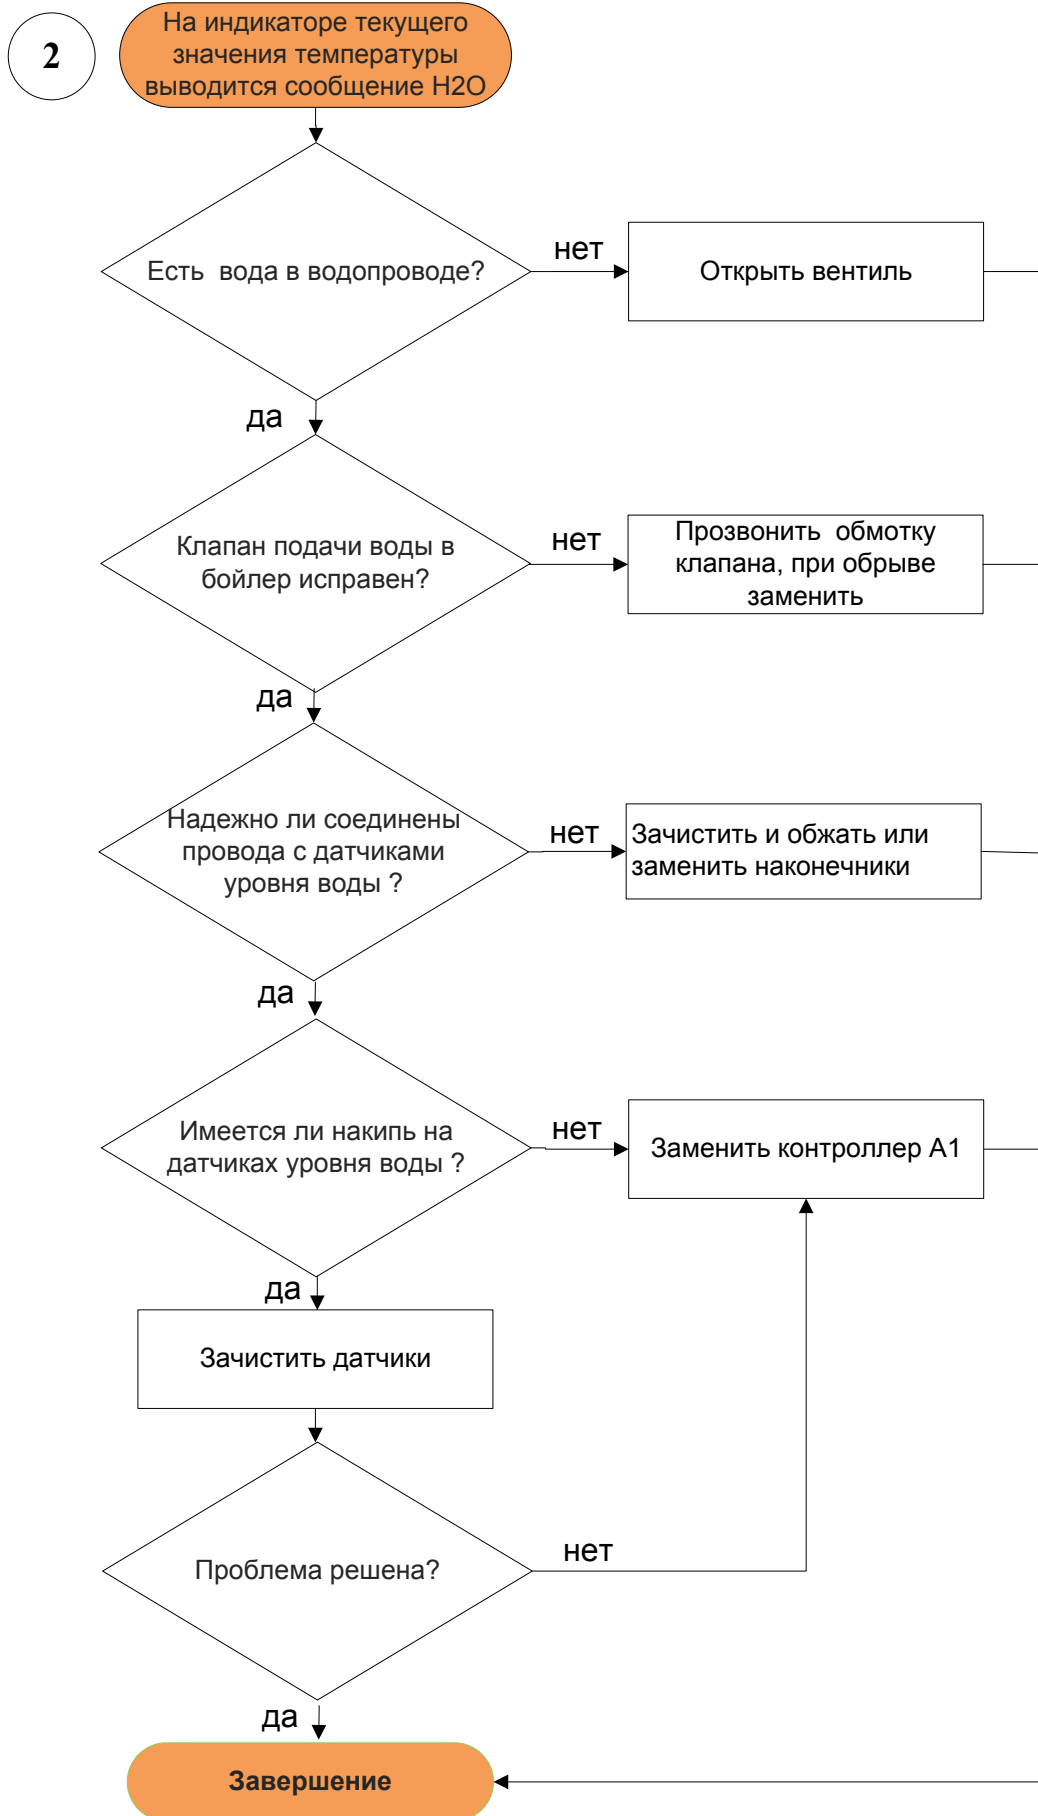 2
На индикаторе текущего
значения температуры
выводится сообщение H2O
Есть вода в водопроводе?
нет
Открыть вентиль
да
Клапан подачи воды в
бойлер исправен?
нет
Прозвонить обмотку
клапана, при обрыве
заменить
да
Надежно ли соединены
провода с датчиками
уровня воды ?
нет
Зачистить и обжать или
заменить наконечники
да
Имеется ли накипь на
датчиках уровня воды ?
нет
Заменить контроллер А1
да
Зачистить датчики
Проблема решена?
нет
да
Завершение